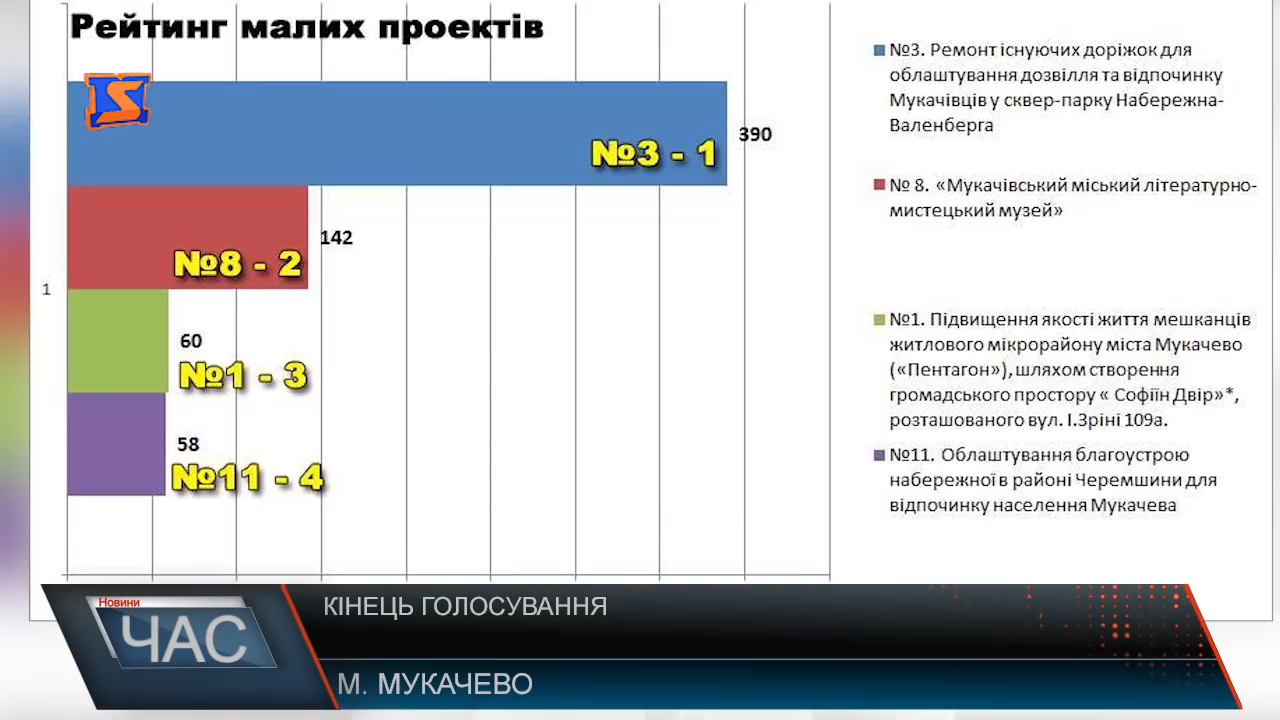 Рейтинг малих проектів
390
№3 - 1
142
№8 - 2
1
60
№1 - 3
58
№11 - 4
№3. Ремонт існуючих доріжок для
облаштування дозвілля та відпочинку
Мукачівців у сквер-парку Набережна-
Валенберга
№ 8. «Мукачівський міський літературно-
мистецький музей»
№1. Підвищення якості життя мешканців
житлового мікрорайону міста Мукачево
(«Пентагон»), шляхом створення
громадського простору « Софіїн Двір»*,
розташованого вул. І.Зріні 109а.
№11. Облаштування благоустрою
набережної в районі Черемшини для
відпочинку населення Мукачева
Новини
ЧАС
КІНЕЦЬ ГОЛОСУВАННЯ
М. МУКАЧЕВО